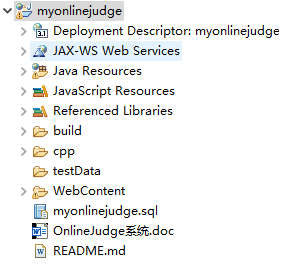 myonlinejudge
Deployment Descriptor: myonlinejudge
JAX-WS Web Services
Java Resources
JavaScript Resources
Referenced Libraries
build
cpp
testData
WebContent
myonlinejudge.sql
OnlineJudge系统.doc
README.md